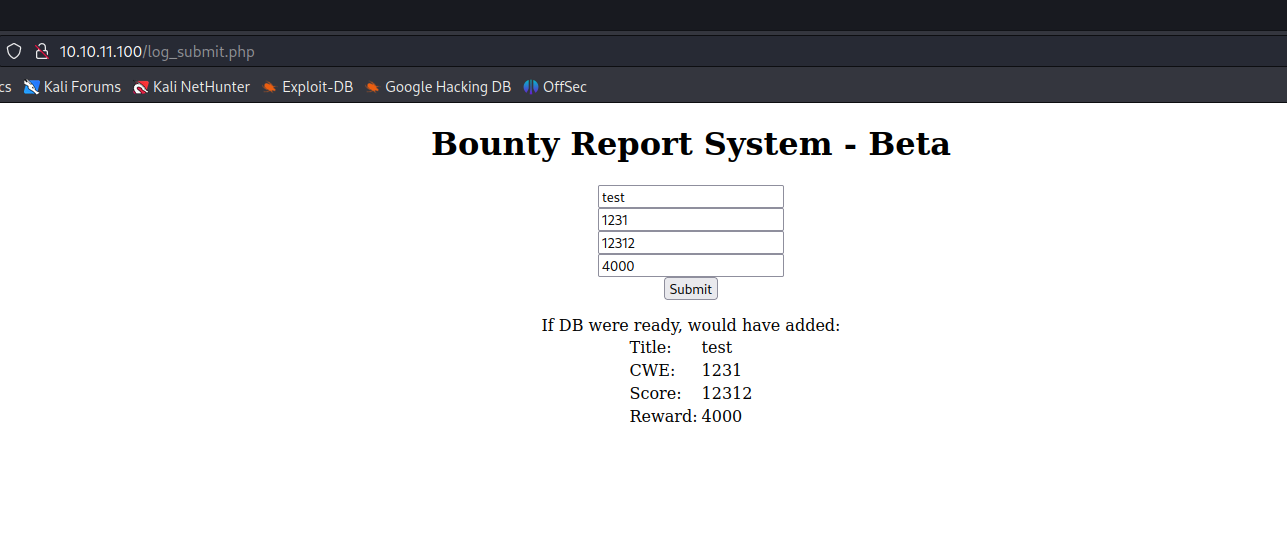 10.10.11.100/log_submit.php
cs Kali Forums Kali NetHunter Exploit-DB Google Hacking DB OffSec
Bounty Report System - Beta
test
1231
12312
4000
Submit
If DB were ready, would have added:
Title: test
CWE: 1231
Score: 12312
Reward: 4000